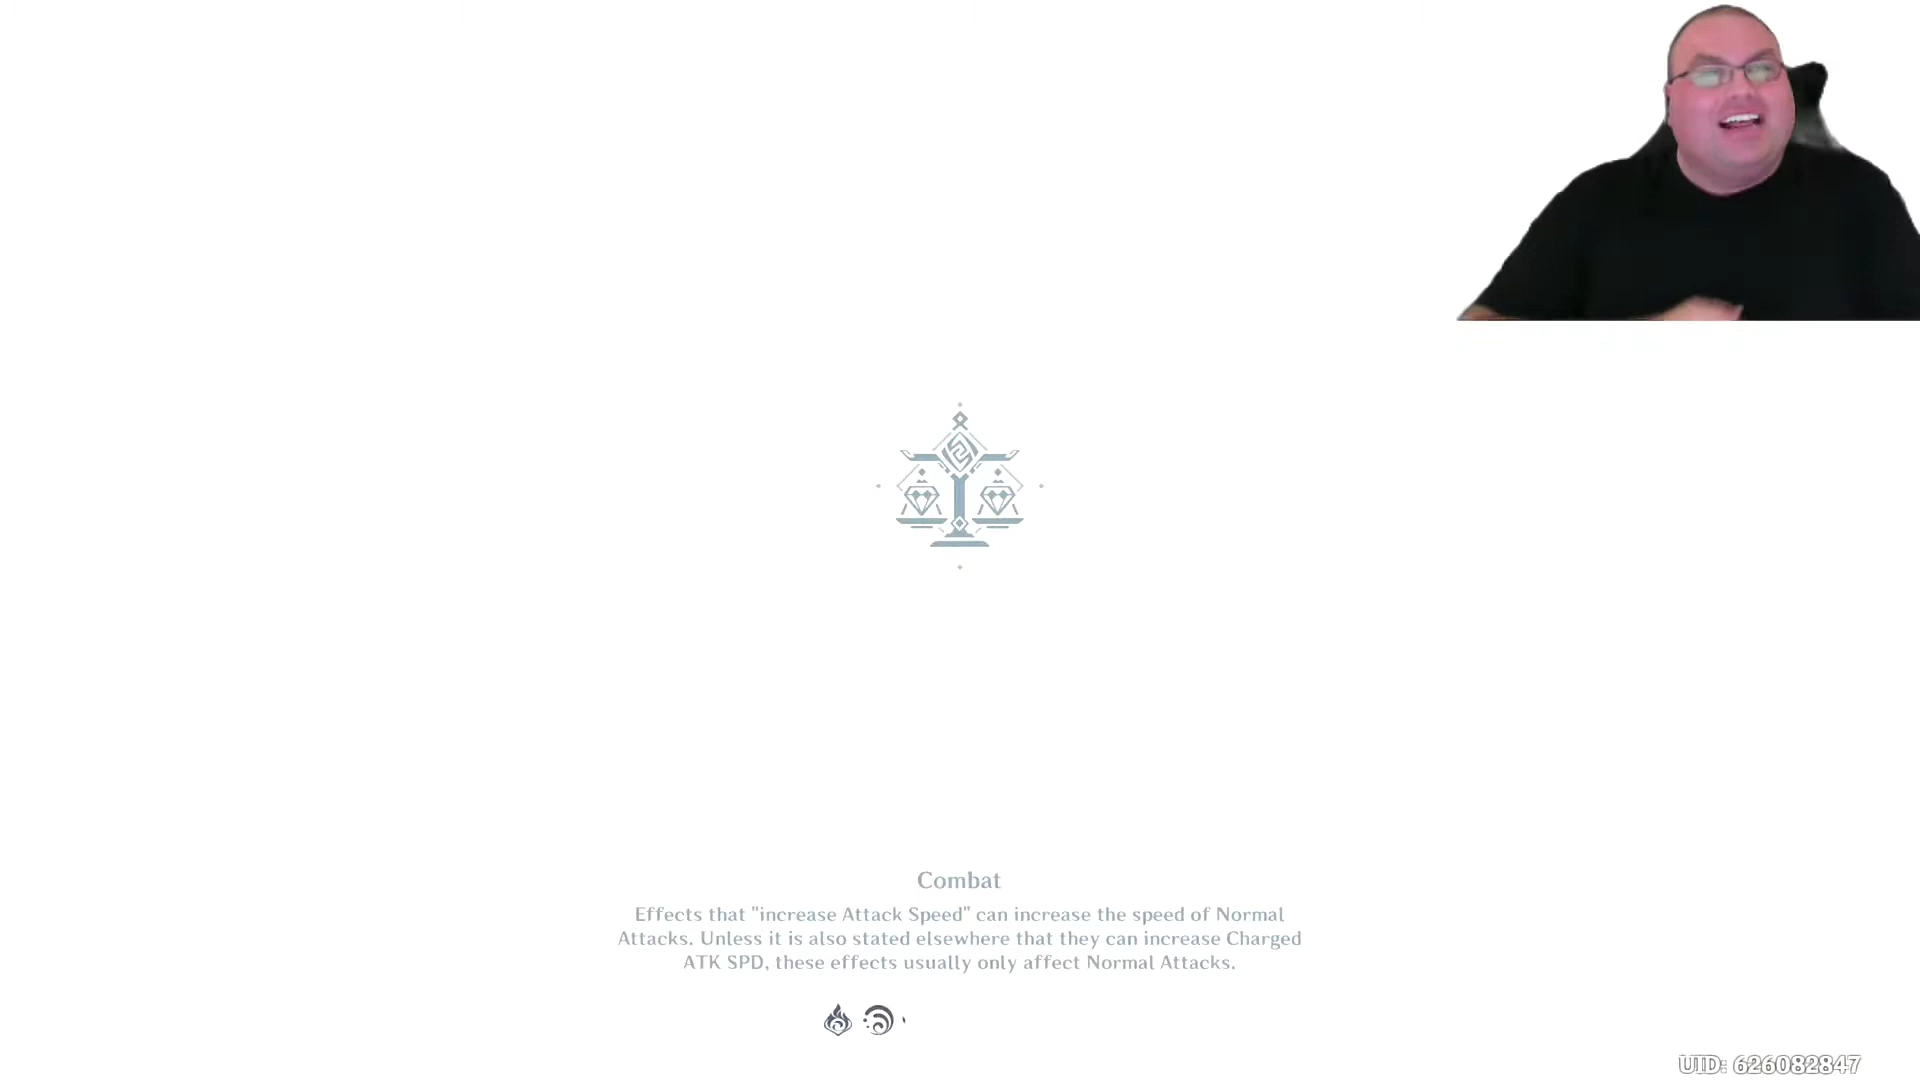 Combat
Effects that "increase Attack Speed" can increase the speed of Normal
Attacks. Unless it is also stated elsewhere that they can increase Charged
ATK SPD, these effects usually only affect Normal Attacks.
UID: 626082847